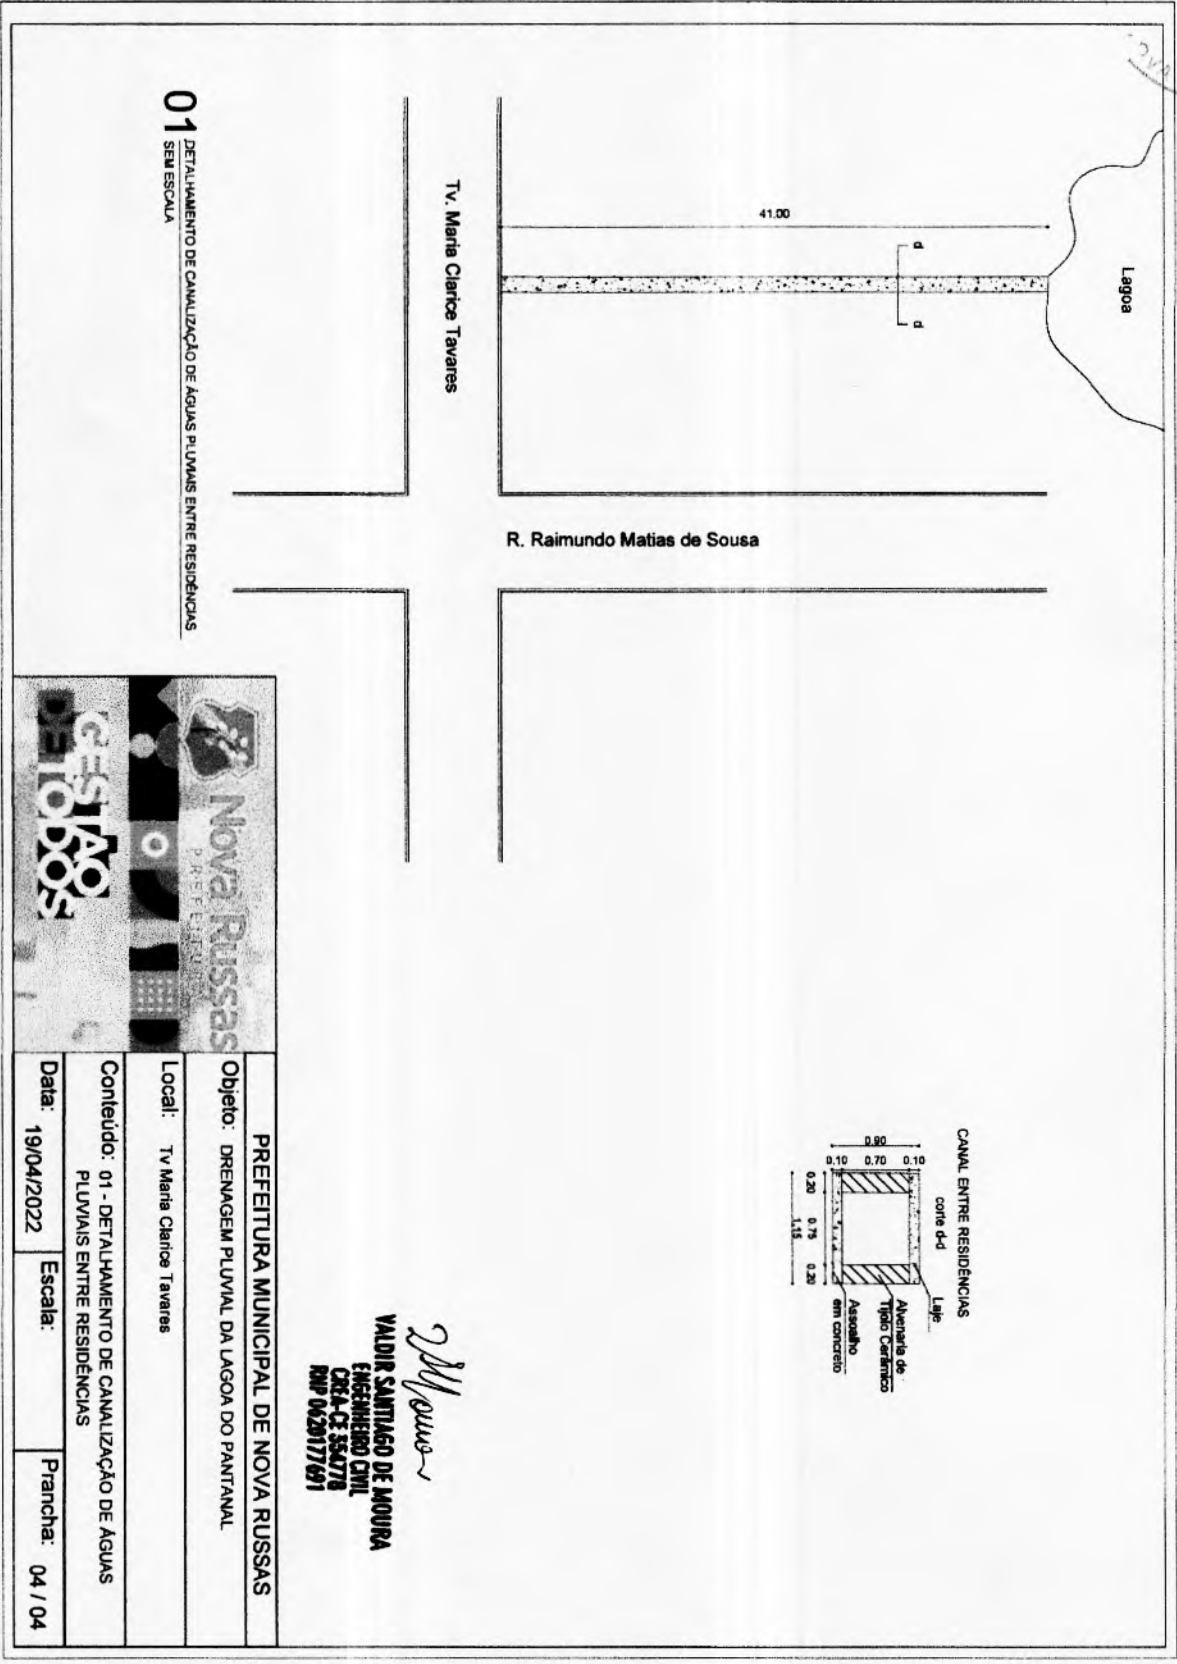 Lagoa
41.00
d
d
Tv. Maria Clarice Tavares
R. Raimundo Matias de Sousa
01
DETALHAMENTO DE CANALIZAÇÃO DE ÁGUAS PLUVIAIS ENTRE RESIDÊNCIAS
SEM ESCALA
CANAL ENTRE RESIDÊNCIAS
corte d-d
0.90
0.10
0.70
0.10
0.20
0.75
0.20
1.15
Laje
Alvenaria de
Tijolo Cerâmico
Assoalho
em concreto
VALDIR SANTIAGO DE MOURA
ENGENHEIRO CIVIL
CREA-CE 354778
RNP 0620177691
Nova Russas
PREFEITURA
GESTÃO
DE TODOS
PREFEITURA MUNICIPAL DE NOVA RUSSAS
Objeto: DRENAGEM PLUVIAL DA LAGOA DO PANTANAL
Local: Tv Maria Clarice Tavares
Conteúdo: 01 - DETALHAMENTO DE CANALIZAÇÃO DE ÁGUAS
PLUVIAIS ENTRE RESIDÊNCIAS
Data: 19/04/2022
Escala:
Prancha: 04 / 04